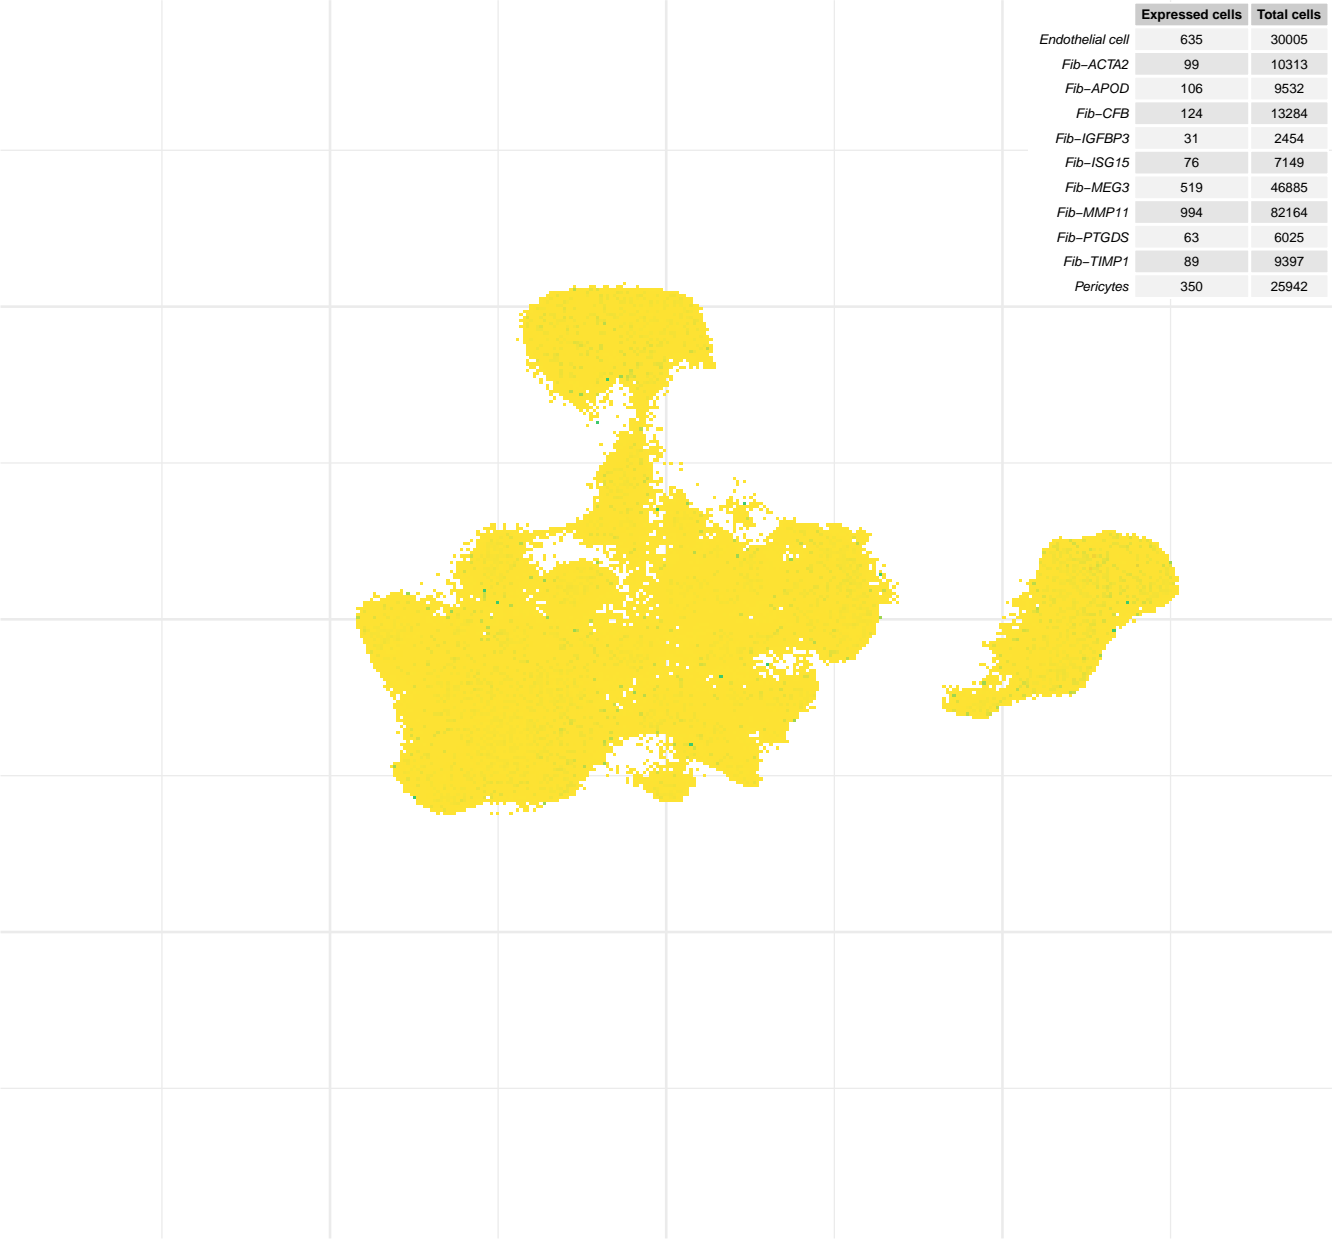 Expressed cells Total cells
Endothelial cell 635 30005
Fib−ACTA2 99 10313
Fib−APOD 106 9532
Fib−CFB 124 13284
Fib−IGFBP3 31 2454
Fib−ISG15 76 7149
Fib−MEG3 519 46885
Fib−MMP11 994 82164
Fib−PTGDS 63 6025
Fib−TIMP1 89 9397
Pericytes 350 25942